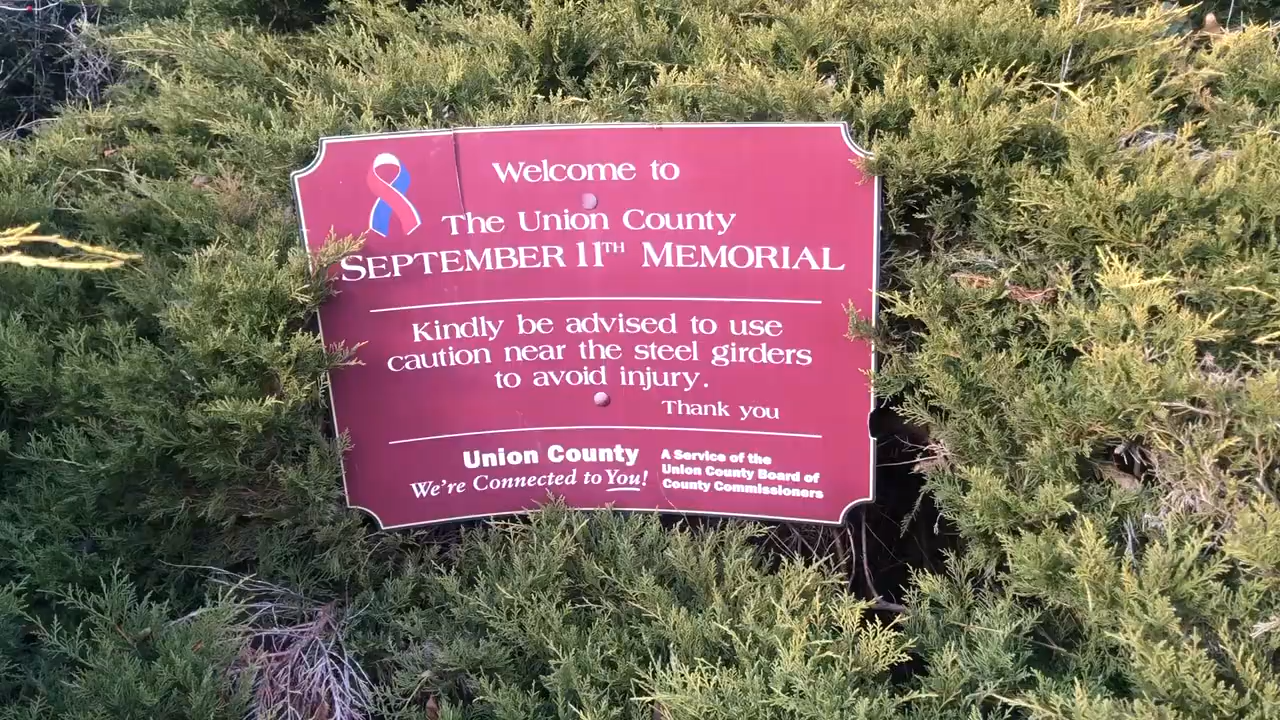 Welcome to
The Union County
SEPTEMBER 11TH MEMORIAL
Kindly be advised to use
caution near the steel girders
to avoid injury.
Thank you
Union County
We're Connected to You!
A Service of the
Union County Board of
County Commissioners